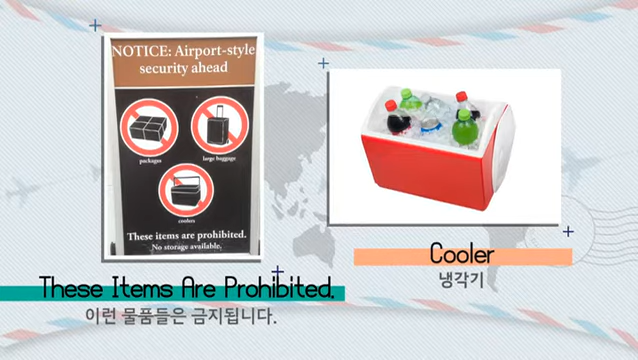 NOTICE: Airport-style
security ahead
packages
large baggage
coolers
These items are prohibited.
No storage available.
Cooler
냉각기
These Items Are Prohibited.
이런 물품들은 금지됩니다.